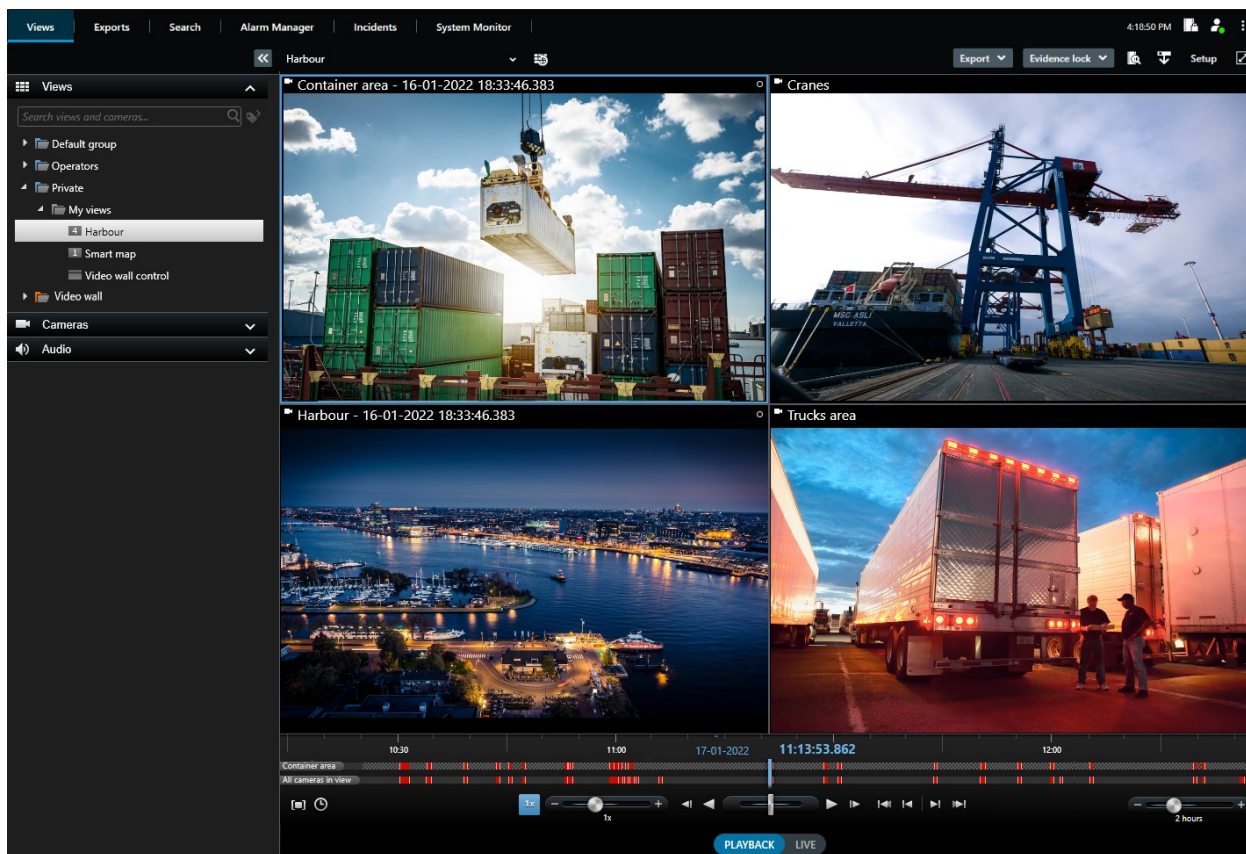 Views Exports Search Alarm Manager Incidents System Monitor 4:18:50 PM
Harbour Export Evidence lock Setup
Views
Search views and cameras...
Default group
Operators
Private
My views
4 Harbour
1 Smart map
Video wall control
Video wall
Cameras
Audio
Container area - 16-01-2022 18:33:46.383
Cranes
MSC ASLI
VALLETTA
Harbour - 16-01-2022 18:33:46.383
Trucks area
10:30 11:00 17-01-2022 11:13:53.862 12:00
Container area
All cameras in view
1x
1x
2 hours
PLAYBACK LIVE